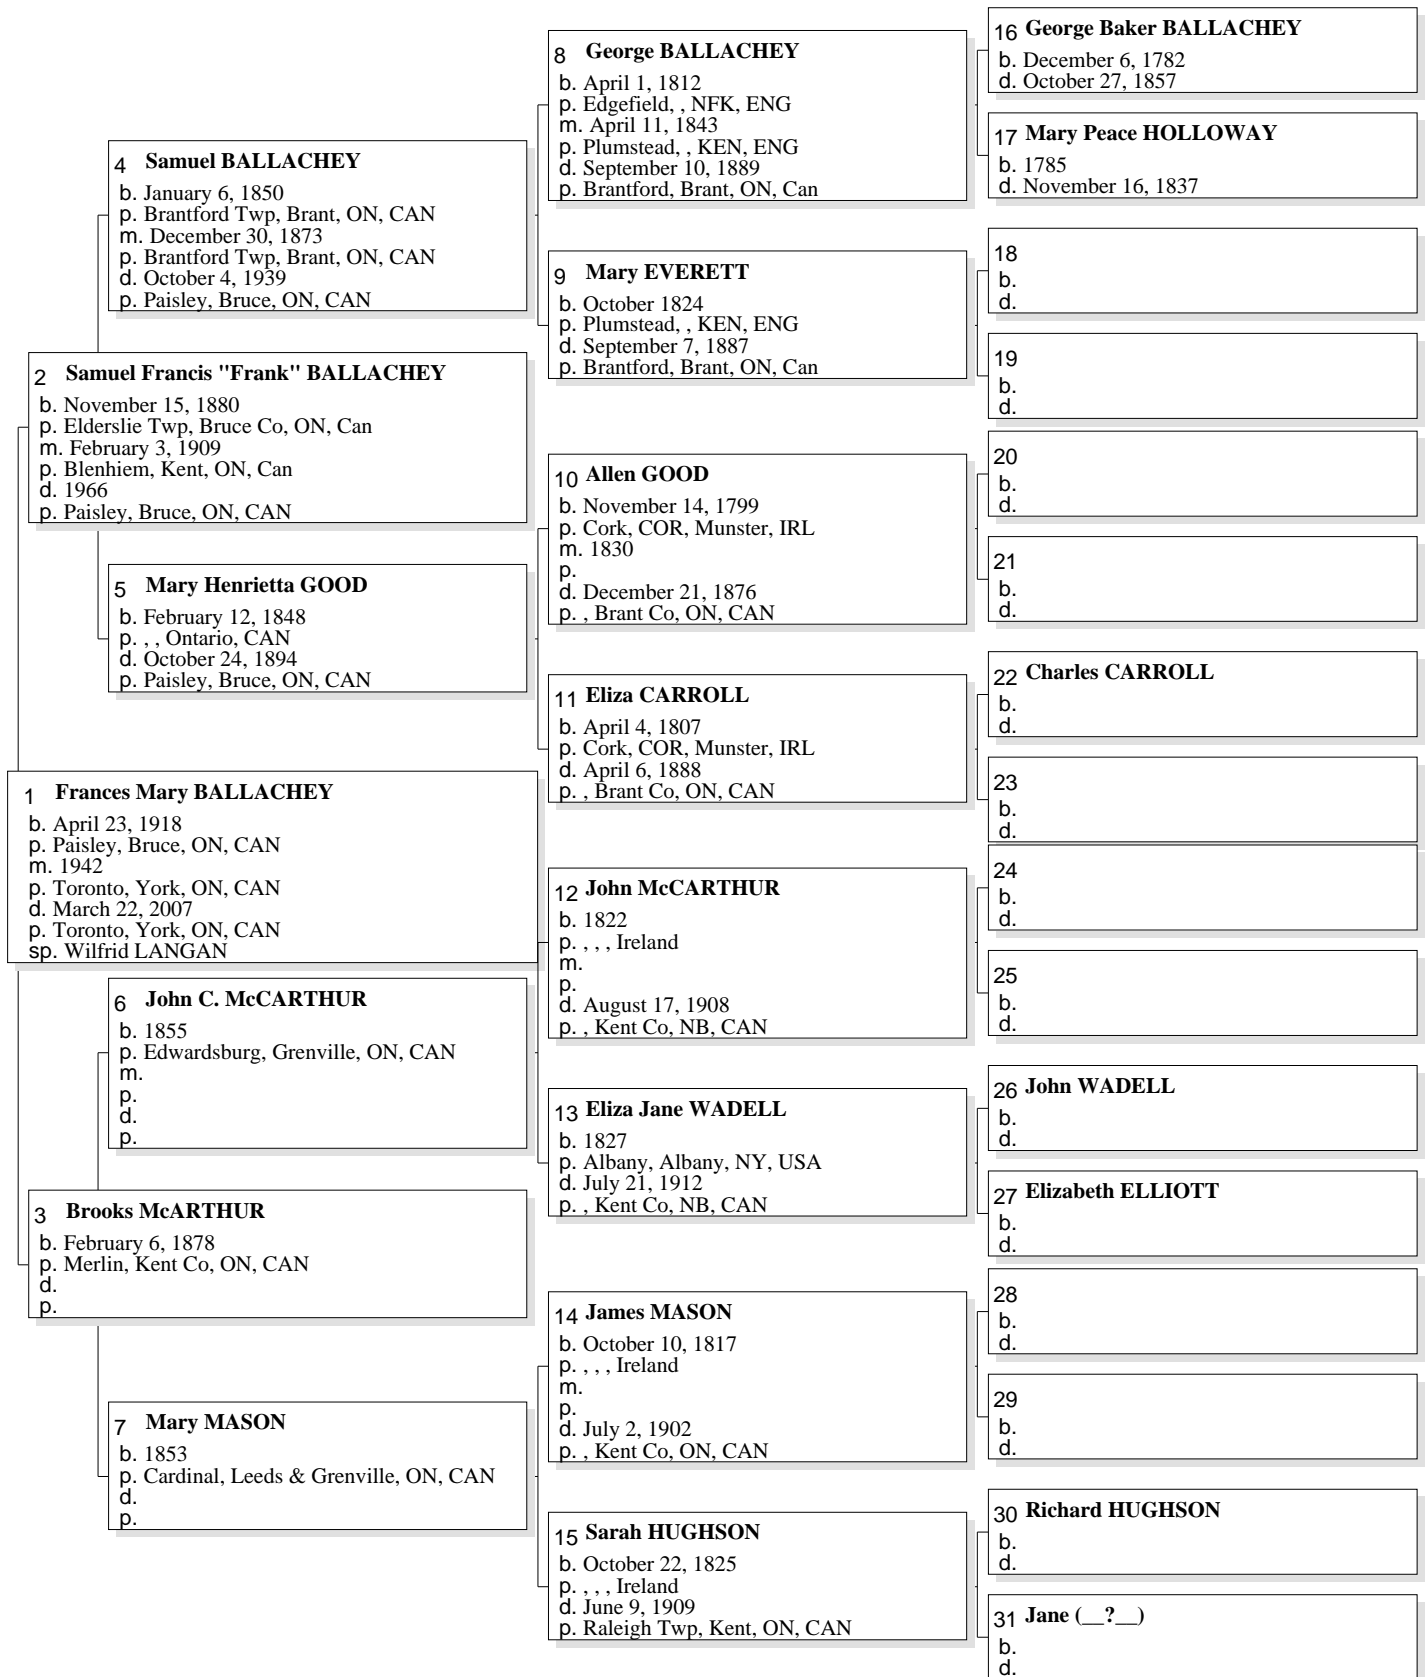 1 Frances Mary BALLACHEY
b. April 23, 1918
p. Paisley, Bruce, ON, CAN
m. 1942
p. Toronto, York, ON, CAN
d. March 22, 2007
p. Toronto, York, ON, CAN
sp. Wilfrid LANGAN
2 Samuel Francis "Frank" BALLACHEY
b. November 15, 1880
p. Elderslie Twp, Bruce Co, ON, Can
m. February 3, 1909
p. Blenhiem, Kent, ON, Can
d. 1966
p. Paisley, Bruce, ON, CAN
3 Brooks McARTHUR
b. February 6, 1878
p. Merlin, Kent Co, ON, CAN
d.
p.
4 Samuel BALLACHEY
b. January 6, 1850
p. Brantford Twp, Brant, ON, CAN
m. December 30, 1873
p. Brantford Twp, Brant, ON, CAN
d. October 4, 1939
p. Paisley, Bruce, ON, CAN
5 Mary Henrietta GOOD
b. February 12, 1848
p. , , Ontario, CAN
d. October 24, 1894
p. Paisley, Bruce, ON, CAN
6 John C. McCARTHUR
b. 1855
p. Edwardsburg, Grenville, ON, CAN
m.
p.
d.
p.
7 Mary MASON
b. 1853
p. Cardinal, Leeds & Grenville, ON, CAN
d.
p.
8 George BALLACHEY
b. April 1, 1812
p. Edgefield, , NFK, ENG
m. April 11, 1843
p. Plumstead, , KEN, ENG
d. September 10, 1889
p. Brantford, Brant, ON, Can
9 Mary EVERETT
b. October 1824
p. Plumstead, , KEN, ENG
d. September 7, 1887
p. Brantford, Brant, ON, Can
10 Allen GOOD
b. November 14, 1799
p. Cork, COR, Munster, IRL
m. 1830
p.
d. December 21, 1876
p. , Brant Co, ON, CAN
11 Eliza CARROLL
b. April 4, 1807
p. Cork, COR, Munster, IRL
d. April 6, 1888
p. , Brant Co, ON, CAN
12 John McCARTHUR
b. 1822
p. , , , Ireland
m.
p.
d. August 17, 1908
p. , Kent Co, NB, CAN
13 Eliza Jane WADELL
b. 1827
p. Albany, Albany, NY, USA
d. July 21, 1912
p. , Kent Co, NB, CAN
14 James MASON
b. October 10, 1817
p. , , , Ireland
m.
p.
d. July 2, 1902
p. , Kent Co, ON, CAN
15 Sarah HUGHSON
b. October 22, 1825
p. , , , Ireland
d. June 9, 1909
p. Raleigh Twp, Kent, ON, CAN
16 George Baker BALLACHEY
b. December 6, 1782
d. October 27, 1857
17 Mary Peace HOLLOWAY
b. 1785
d. November 16, 1837
18
b.
d.
19
b.
d.
20
b.
d.
21
b.
d.
22 Charles CARROLL
b.
d.
23
b.
d.
24
b.
d.
25
b.
d.
26 John WADELL
b.
d.
27 Elizabeth ELLIOTT
b.
d.
28
b.
d.
29
b.
d.
30 Richard HUGHSON
b.
d.
31 Jane (__?__)
b.
d.